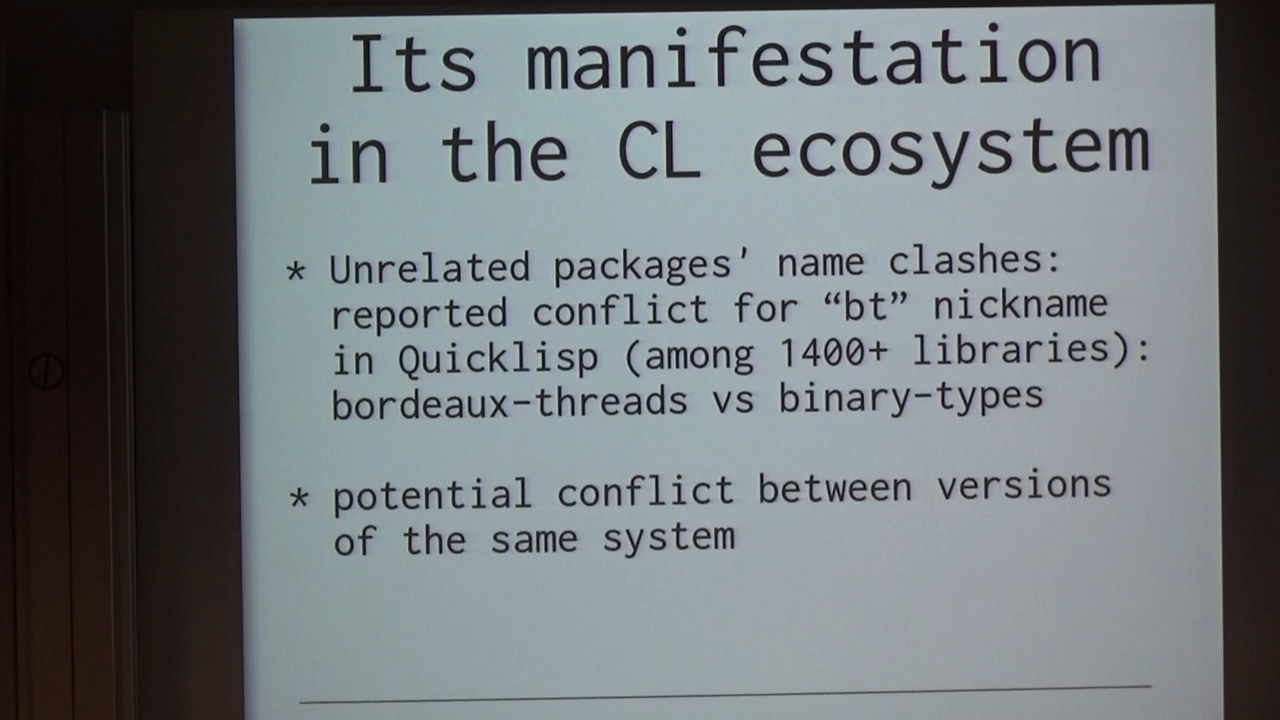 Its manifestation
in the CL ecosystem
* Unrelated packages’ name clashes:
reported conflict for “bt” nickname
in Quicklisp (among 1400+ libraries):
bordeaux-threads vs binary-types
* potential conflict between versions
of the same system